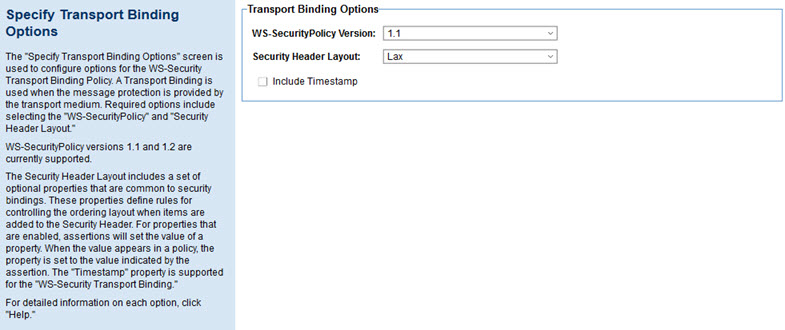 Specify Transport Binding
Options
The "Specify Transport Binding Options" screen is
used to configure options for the WS-Security
Transport Binding Policy. A Transport Binding is
used when the message protection is provided by
the transport medium. Required options include
selecting the "WS-SecurityPolicy" and "Security
Header Layout."
WS-SecurityPolicy versions 1.1 and 1.2 are
currently supported.
The Security Header Layout includes a set of
optional properties that are common to security
bindings. These properties define rules for
controlling the ordering layout when items are
added to the Security Header. For properties that
are enabled, assertions will set the value of a
property. When the value appears in a policy, the
property is set to the value indicated by the
assertion. The "Timestamp" property is supported
for the "WS-Security Transport Binding."
For detailed information on each option, click
"Help."
Transport Binding Options
WS-SecurityPolicy Version: 1.1
Security Header Layout: Lax
Include Timestamp